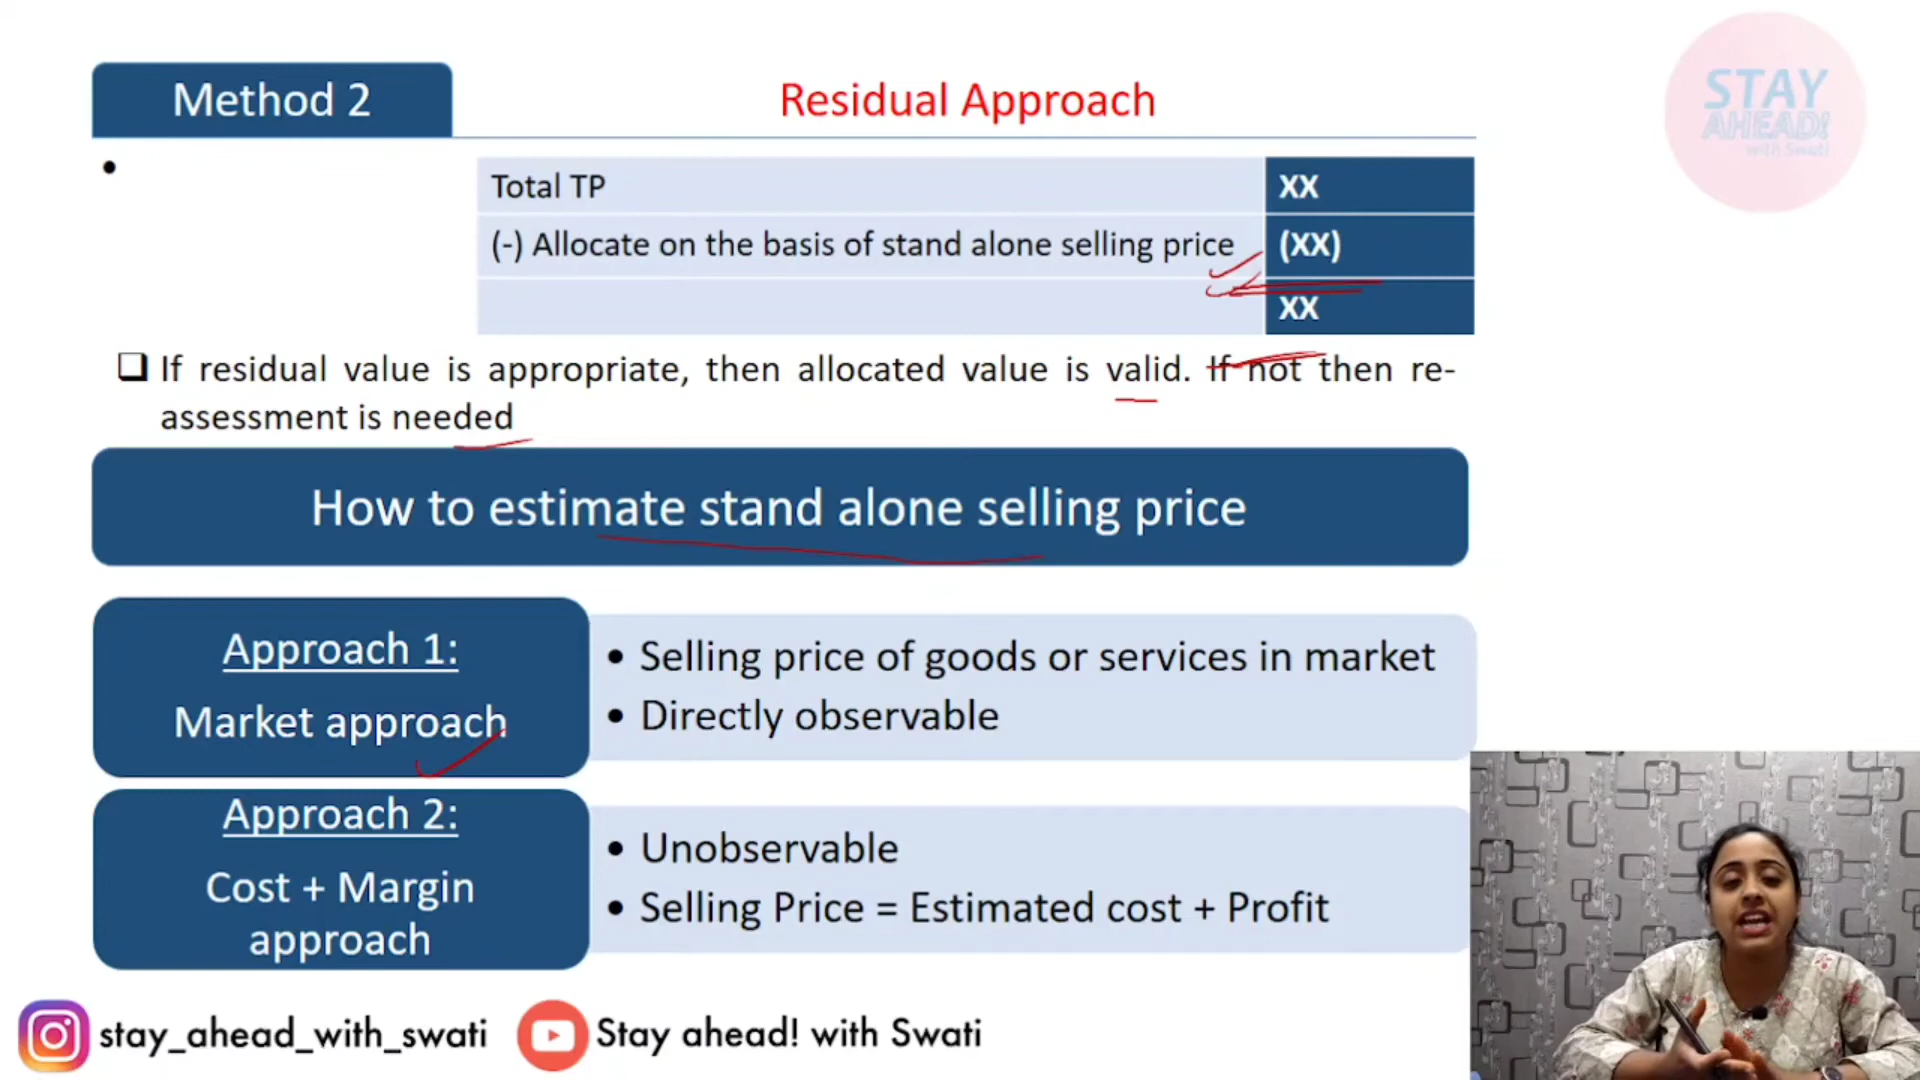 Method 2
Residual Approach
STAY
AHEAD!
with Swati
Total TP XX
(-) Allocate on the basis of stand alone selling price (XX)
XX
If residual value is appropriate, then allocated value is valid. If not then re-
assessment is needed
How to estimate stand alone selling price
Approach 1:
Market approach
• Selling price of goods or services in market
• Directly observable
Approach 2:
Cost + Margin
approach
• Unobservable
• Selling Price = Estimated cost + Profit
stay_ahead_with_swati
Stay ahead! with Swati